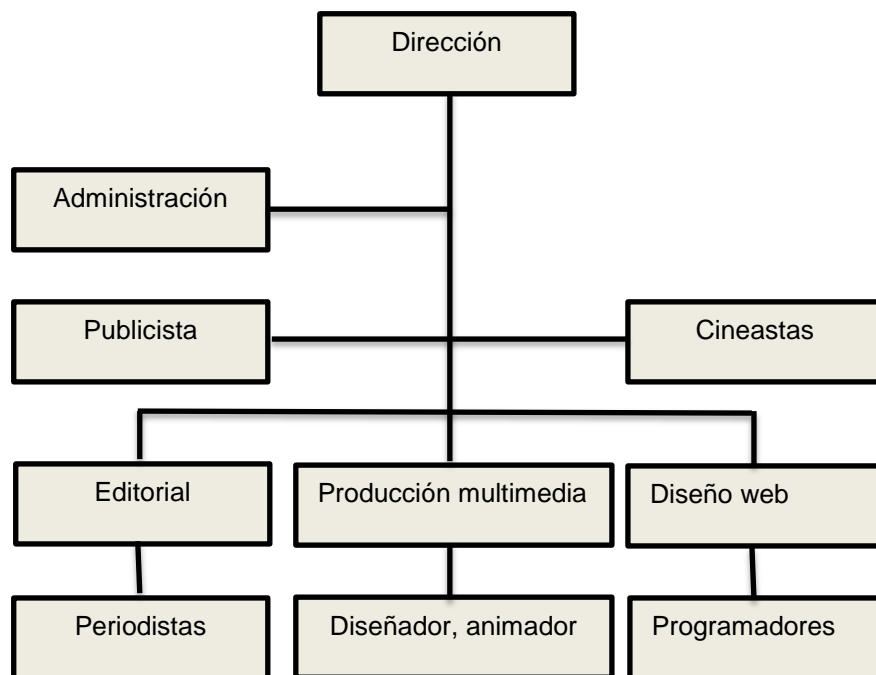 Dirección
Administración
Publicista
Cineastas
Editorial
Producción multimedia
Diseño web
Periodistas
Diseñador, animador
Programadores